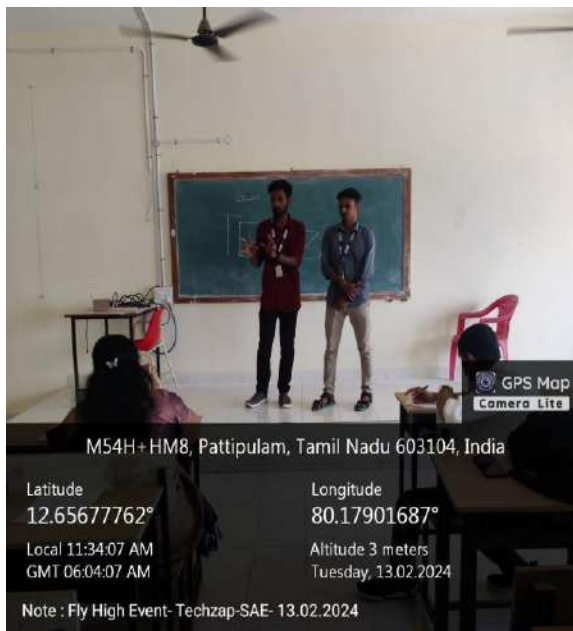 GPS Map
Camera Lite
M54H+HM8, Pattipulam, Tamil Nadu 603104, India
Latitude
12.65677762°
Longitude
80.17901687°
Local 11:34:07 AM
GMT 06:04:07 AM
Altitude 3 meters
Tuesday, 13.02.2024
Note : Fly High Event- Techzap-SAE- 13.02.2024